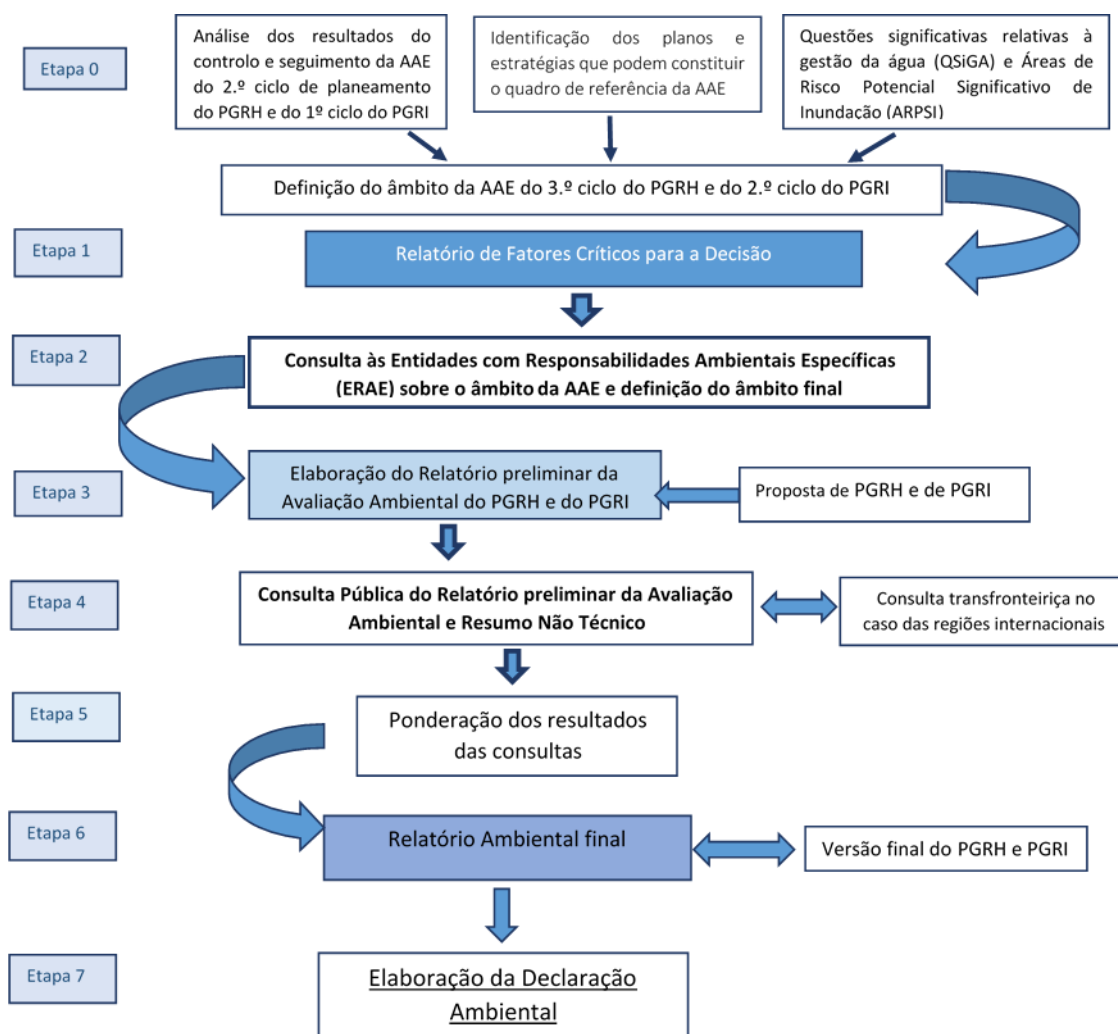 Etapa 0
Análise dos resultados do
controlo e seguimento da AAE
do 2.º ciclo de planeamento
do PGRH e do 1º ciclo do PGRI
Identificação dos planos e
estratégias que podem constituir
o quadro de referência da AAE
Questões significativas relativas à
gestão da água (QSiGA) e Áreas de
Risco Potencial Significativo de
Inundação (ARPSI)
Definição do âmbito da AAE do 3.º ciclo do PGRH e do 2.º ciclo do PGRI
Etapa 1
Relatório de Fatores Críticos para a Decisão
Etapa 2
Consulta às Entidades com Responsabilidades Ambientais Específicas
(ERAE) sobre o âmbito da AAE e definição do âmbito final
Etapa 3
Elaboração do Relatório preliminar da
Avaliação Ambiental do PGRH e do PGRI
Proposta de PGRH e de PGRI
Etapa 4
Consulta Pública do Relatório preliminar da Avaliação
Ambiental e Resumo Não Técnico
Consulta transfronteiriça no
caso das regiões internacionais
Etapa 5
Ponderação dos resultados
das consultas
Etapa 6
Relatório Ambiental final
Versão final do PGRH e PGRI
Etapa 7
Elaboração da Declaração
Ambiental